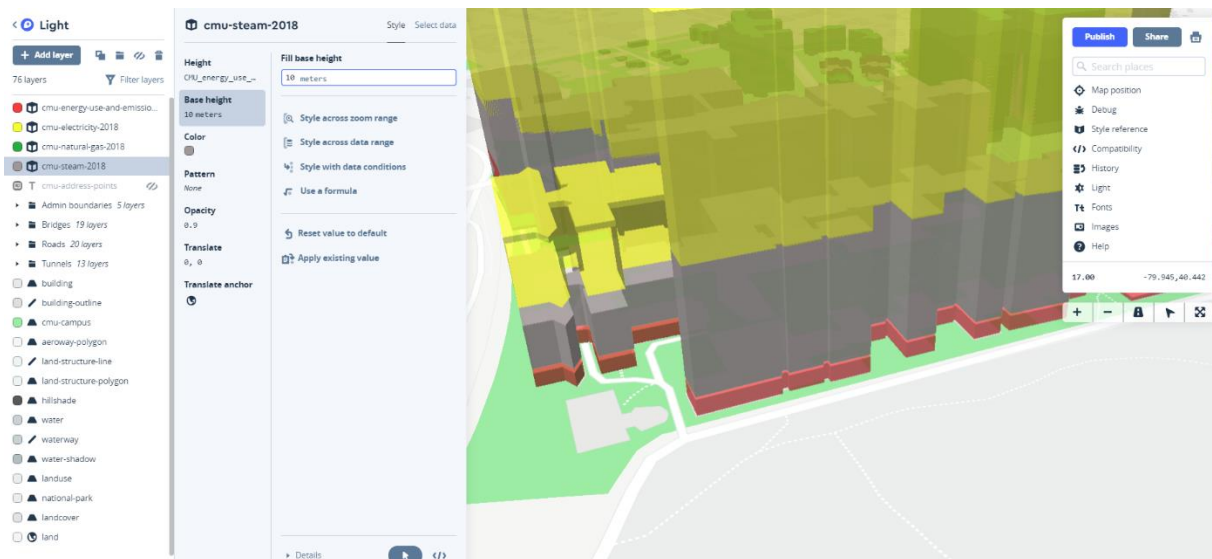 Light
+ Add layer
76 layers
Filter layers
cmu-energy-use-and-emissio...
cmu-electricity-2018
cmu-natural-gas-2018
cmu-steam-2018
T cmu-address-points
Admin boundaries 5 layers
Bridges 19 layers
Roads 20 layers
Tunnels 13 layers
building
building-outline
cmu-campus
aeroway-polygon
land-structure-line
land-structure-polygon
hillshade
water
waterway
water-shadow
landuse
national-park
landcover
land
cmu-steam-2018
Style Select data
Height
CMU_energy_use_...
Base height
10 meters
Color
Pattern
None
Opacity
0.9
Translate
0, 0
Translate anchor
Fill base height
10 meters
Style across zoom range
Style across data range
Style with data conditions
Use a formula
Reset value to default
Apply existing value
Details
</>
Publish Share
Search places
Map position
Debug
Style reference
</> Compatibility
History
Light
Tt Fonts
Images
? Help
17.00 -79.945,40.442
+ −